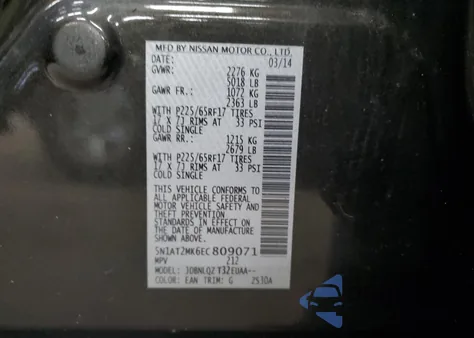 MFD BY NISSAN MOTOR CO., LTD.
DATE: 03/14
GVWR: 2276 KG
5018 LB
GAWR FR.: 1072 KG
2363 LB
WITH P225/65RF17 TIRES
17 X 7J RIMS AT 33 PSI
COLD SINGLE
GAWR RR.: 1215 KG
2679 LB
WITH P225/65RF17 TIRES
17 X 7J RIMS AT 33 PSI
COLD SINGLE
THIS VEHICLE CONFORMS TO
ALL APPLICABLE FEDERAL
MOTOR VEHICLE SAFETY AND
THEFT PREVENTION
STANDARDS IN EFFECT ON
THE DATE OF MANUFACTURE
SHOWN ABOVE.
5N1AT2MK6EC809071
MPV 212
MODEL: JDBNLQZ T32EUAA--
COLOR: EAN TRIM: G 2530A